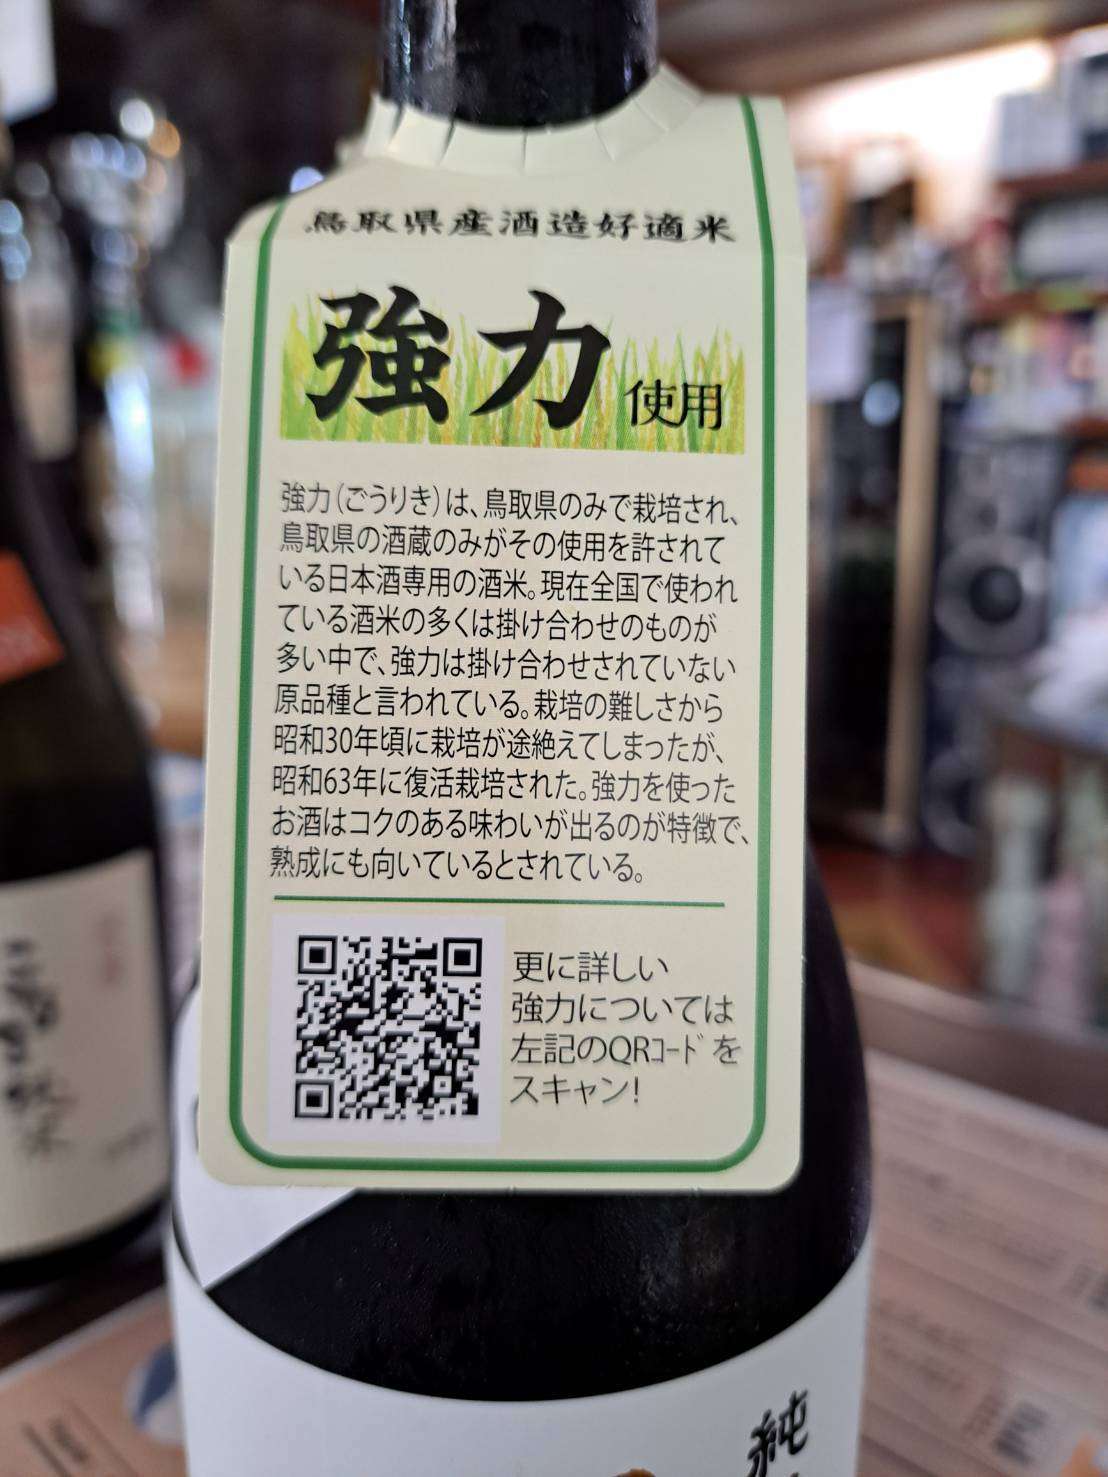 鳥取県産酒造好適米
強力使用
強力(ごうりき)は、鳥取県のみで栽培され、
鳥取県の酒蔵のみがその使用を許されて
いる日本酒専用の酒米。現在全国で使われ
ている酒米の多くは掛け合わせのものが
多い中で、強力は掛け合わせされていない
原品種と言われている。栽培の難しさから
昭和30年頃に栽培が途絶えてしまったが、
昭和63年に復活栽培された。強力を使った
お酒はコクのある味わいが出るのが特徴で、
熟成にも向いているとされている。
更に詳しい
強力については
左記のQRコードを
スキャン!
純